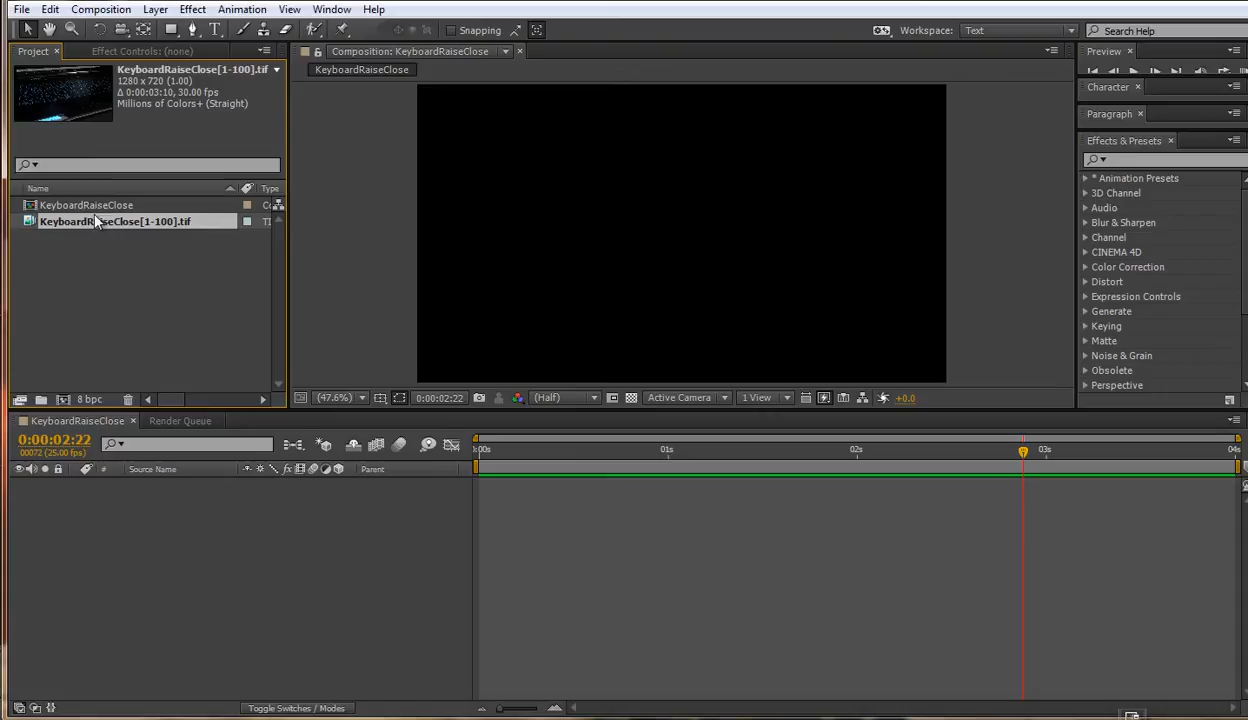 File Edit Composition Layer Effect Animation View Window Help
Snapping Workspace: Text Search Help
Project × Effect Controls: (none) Composition: KeyboardRaiseClose × Preview ×
KeyboardRaiseClose[1-100].tif
1280 x 720 (1.00)
Δ 0:00:03:10, 30.00 fps
Millions of Colors+ (Straight)
KeyboardRaiseClose
Character ×
Paragraph ×
Effects & Presets ×
Name Type
KeyboardRaiseClose
KeyboardRaiseClose[1-100].tif TI
* Animation Presets
3D Channel
Audio
Blur & Sharpen
Channel
CINEMA 4D
Color Correction
Distort
Expression Controls
Generate
Keying
Matte
Noise & Grain
Obsolete
Perspective
8 bpc (47.6%) 0:00:02:22 (Half) Active Camera 1 View +0.0
KeyboardRaiseClose × Render Queue
0:00:02:22
00072 (25.00 fps)
:00s 01s 02s 03s 04s
# Source Name fx Parent
Toggle Switches / Modes